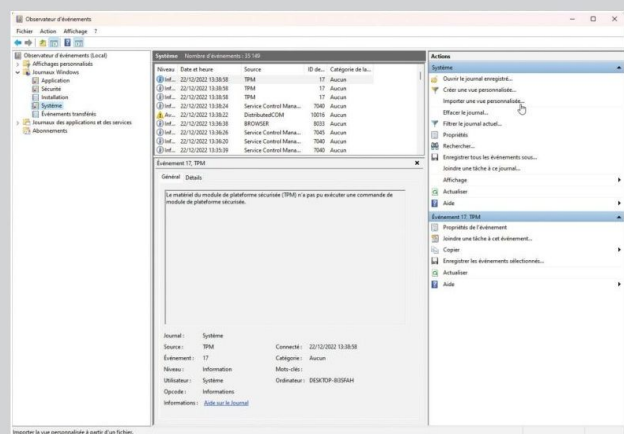 Observateur d'événements
Fichier Action Affichage ?
Observateur d'événements (Local)
Affichages personnalisés
Journaux Windows
Application
Sécurité
Installation
Système
Événements transférés
Journaux des applications et des services
Abonnements
Système Nombre d'événements : 35 149
Niveau Date et heure Source ID de... Catégorie de la...
Inf... 22/12/2022 13:38:58 TPM 17 Aucun
Inf... 22/12/2022 13:38:58 TPM 17 Aucun
Inf... 22/12/2022 13:38:58 TPM 17 Aucun
Inf... 22/12/2022 13:38:24 Service Control Mana... 7040 Aucun
Av... 22/12/2022 13:38:22 DistributedCOM 10016 Aucun
Inf... 22/12/2022 13:36:38 BROWSER 8033 Aucun
Inf... 22/12/2022 13:36:26 Service Control Mana... 7045 Aucun
Inf... 22/12/2022 13:36:20 Service Control Mana... 7040 Aucun
Inf... 22/12/2022 13:35:39 Service Control Mana... 7040 Aucun
Événement 17, TPM
Général Détails
Le matériel du module de plateforme sécurisée (TPM) n'a pas pu exécuter une commande de
module de plateforme sécurisée.
Journal : Système
Source : TPM Connecté : 22/12/2022 13:38:58
Événement : 17 Catégorie : Aucun
Niveau : Information Mots-clés :
Utilisateur : Système Ordinateur :
Opcode : Informations
Informations : Aide sur le Journal
Actions
Système
Ouvrir le journal enregistré...
Créer une vue personnalisée...
Importer une vue personnalisée...
Effacer le journal...
Filtrer le journal actuel...
Propriétés
Rechercher...
Enregistrer tous les événements sous...
Joindre une tâche à ce journal...
Affichage
Actualiser
Aide
Événement 17, TPM
Propriétés de l'événement
Joindre une tâche à cet événement...
Copier
Enregistrer les événements sélectionnés...
Actualiser
Aide
Importer la vue personnalisée à partir d'un fichier.